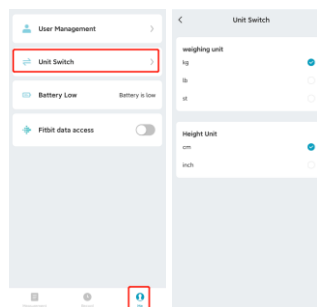 User Management
Unit Switch
Battery Low
Battery is low
Fitbit data access
Unit Switch
weighing unit
kg
lb
st
Height Unit
cm
inch